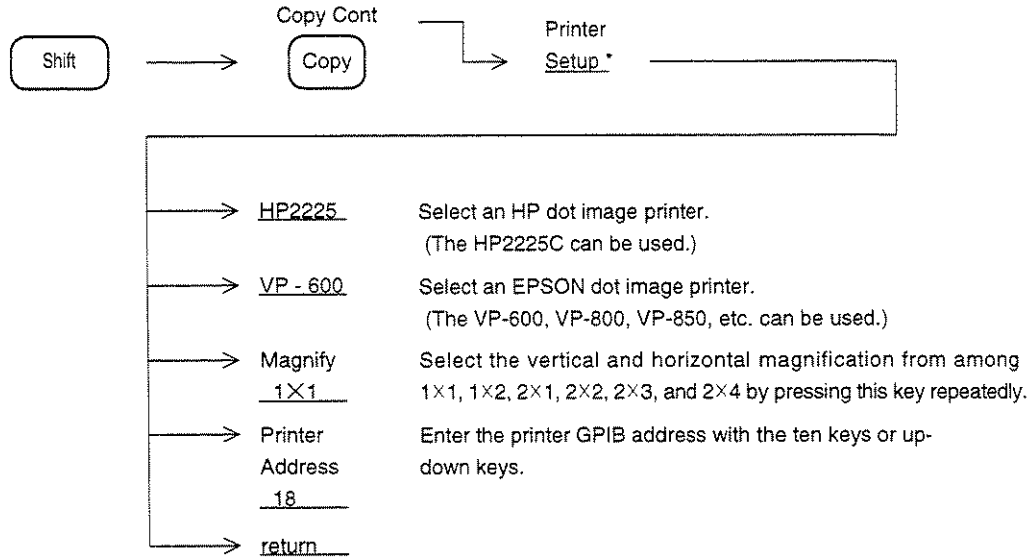 Copy Cont
Shift
Copy
Printer
Setup *
HP2225 Select an HP dot image printer.
(The HP2225C can be used.)
VP - 600 Select an EPSON dot image printer.
(The VP-600, VP-800, VP-850, etc. can be used.)
Magnify Select the vertical and horizontal magnification from among
1×1 1×1, 1×2, 2×1, 2×2, 2×3, and 2×4 by pressing this key repeatedly.
Printer Enter the printer GPIB address with the ten keys or up-
Address down keys.
18
return